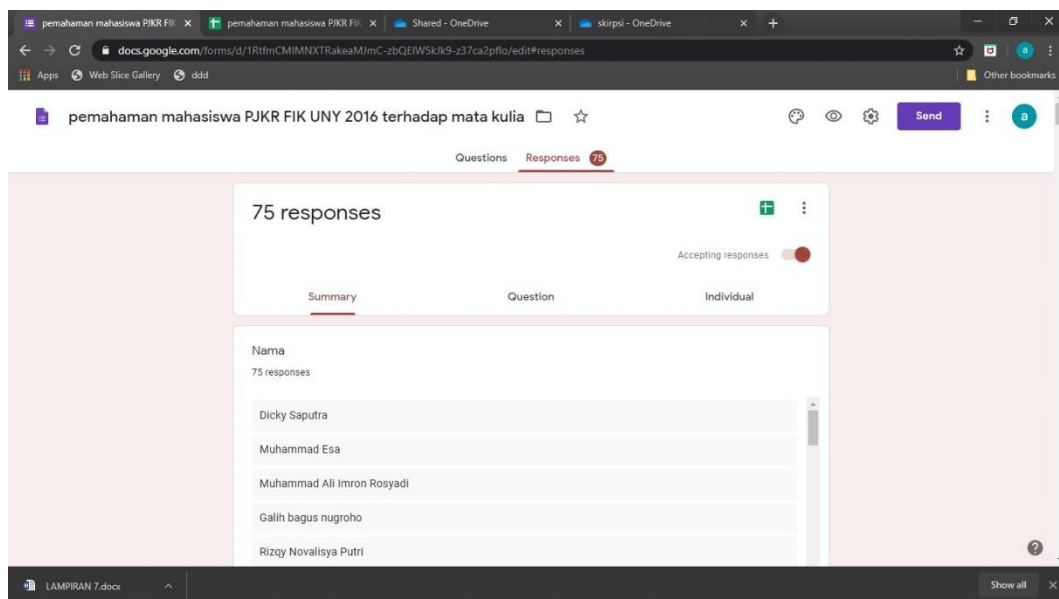 pemahaman mahasiswa PJKR FIK
pemahaman mahasiswa PJKR FIK
Shared - OneDrive
skirpsi - OneDrive
docs.google.com/forms/d/1RtfmCMIMNXTRakeaMJmC-zbQEIW5kJk9-z37ca2pflo/edit#responses
Apps Web Slice Gallery ddd Other bookmarks
pemahaman mahasiswa PJKR FIK UNY 2016 terhadap mata kulia Send a
Questions Responses 75
75 responses
Accepting responses
Summary Question Individual
Nama
75 responses
Dicky Saputra
Muhammad Esa
Muhammad Ali Imron Rosyadi
Galih bagus nugroho
Rizqy Novalisya Putri
LAMPIRAN 7.docx Show all